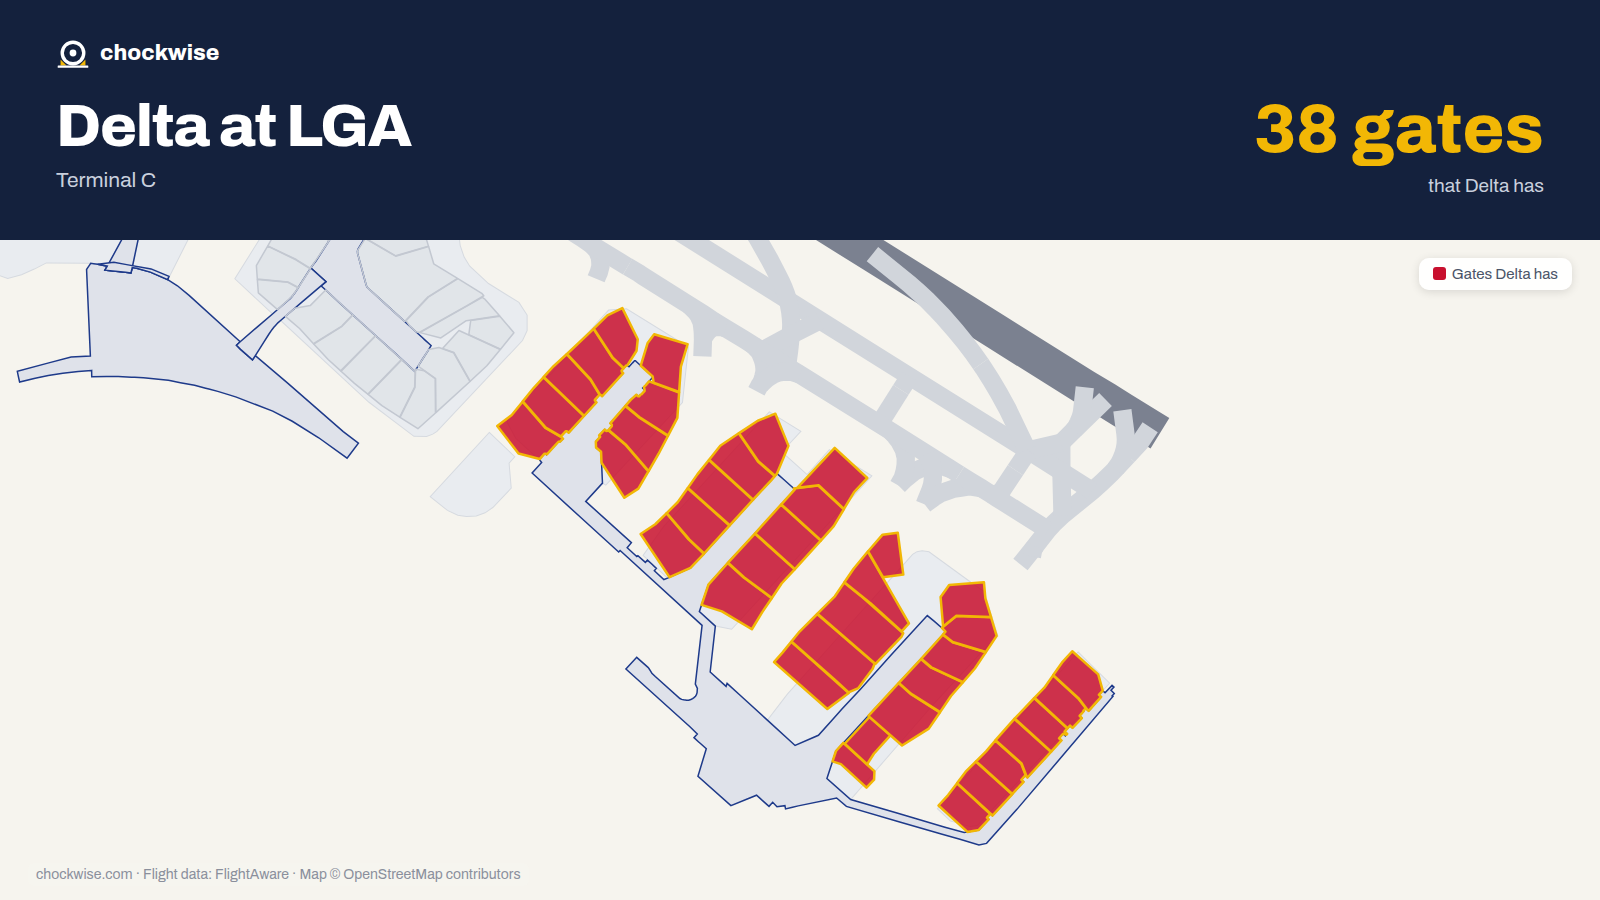 chockwise
Delta at LGA
Terminal C
38 gates
that Delta has
Gates Delta has
chockwise.com · Flight data: FlightAware · Map © OpenStreetMap contributors